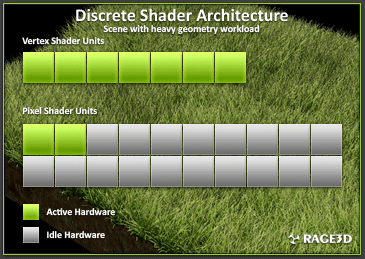 Discrete Shader Architecture
Scene with heavy geometry workload
Vertex Shader Units
Pixel Shader Units
Active Hardware
Idle Hardware
RAGE3D